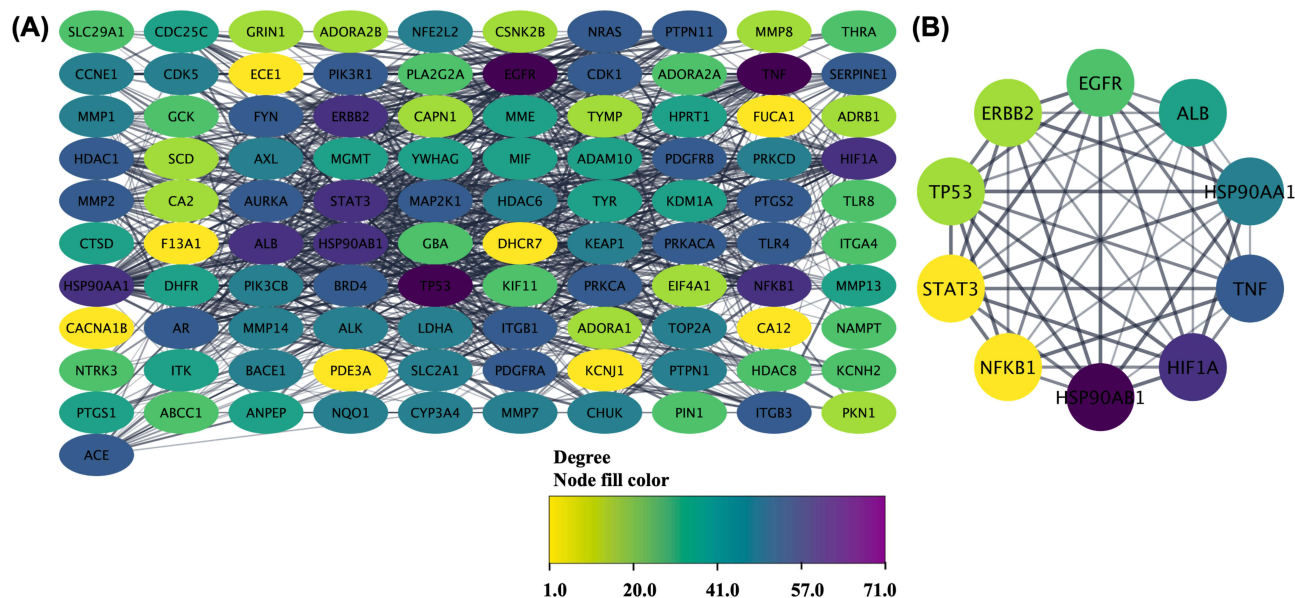 (A)
SLC29A1 CDC25C GRIN1 ADORA2B NFE2L2 CSNK2B NRAS PTPN11 MMP8 THRA
CCNE1 CDK5 ECE1 PIK3R1 PLA2G2A EGFR CDK1 ADORA2A TNF SERPINE1
MMP1 GCK FYN ERBB2 CAPN1 MME TYMP HPRT1 FUCA1 ADRB1
HDAC1 SCD AXL MGMT YWHAG MIF ADAM10 PDGFRB PRKCD HIF1A
MMP2 CA2 AURKA STAT3 MAP2K1 HDAC6 TYR KDM1A PTGS2 TLR8
CTSD F13A1 ALB HSP90AB1 GBA DHCR7 KEAP1 PRKACA TLR4 ITGA4
HSP90AA1 DHFR PIK3CB BRD4 TP53 KIF11 PRKCA EIF4A1 NFKB1 MMP13
CACNA1B AR MMP14 ALK LDHA ITGB1 ADORA1 TOP2A CA12 NAMPT
NTRK3 ITK BACE1 PDE3A SLC2A1 PDGFRA KCNJ1 PTPN1 HDAC8 KCNH2
PTGS1 ABCC1 ANPEP NQO1 CYP3A4 MMP7 CHUK PIN1 ITGB3 PKN1
ACE
Degree
Node fill color
1.0 20.0 41.0 57.0 71.0
(B)
EGFR
ERBB2 ALB
TP53 HSP90AA1
STAT3 TNF
NFKB1 HIF1A
HSP90AB1